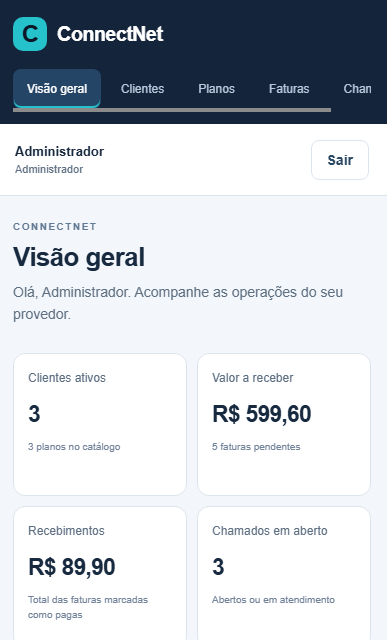 C ConnectNet
Visão geral Clientes Planos Faturas Cham
Administrador
Administrador
Sair
CONNECTNET
Visão geral
Olá, Administrador. Acompanhe as operações do seu
provedor.
Clientes ativos
3
3 planos no catálogo
Valor a receber
R$ 599,60
5 faturas pendentes
Recebimentos
R$ 89,90
Total das faturas marcadas
como pagas
Chamados em aberto
3
Abertos ou em atendimento